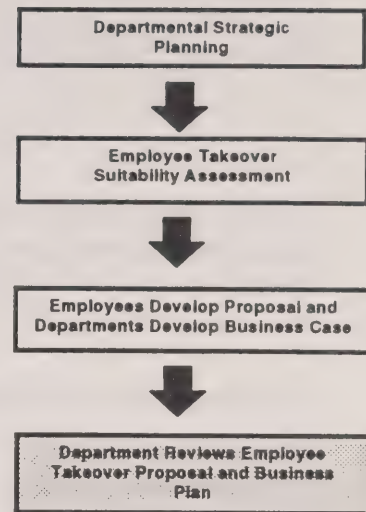 Departmental Strategic
Planning
Employee Takeover
Suitability Assessment
Employees Develop Proposal and
Departments Develop Business Case
Department Reviews Employee
Takeover Proposal and Business
Plan